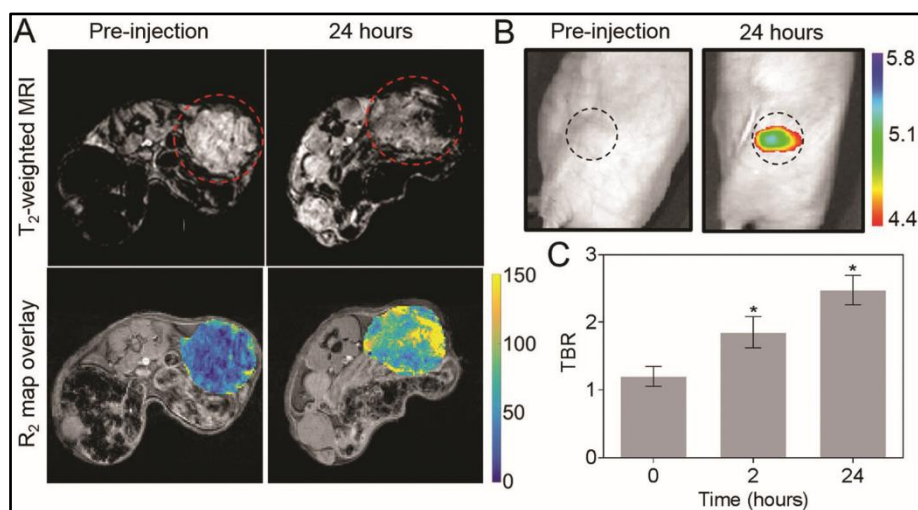 A
Pre-injection
24 hours
T₂-weighted MRI
R₂ map overlay
150
100
50
0
B
Pre-injection
24 hours
5.8
5.1
4.4
C
3
*
2
*
1
0
TBR
0
2
24
Time (hours)